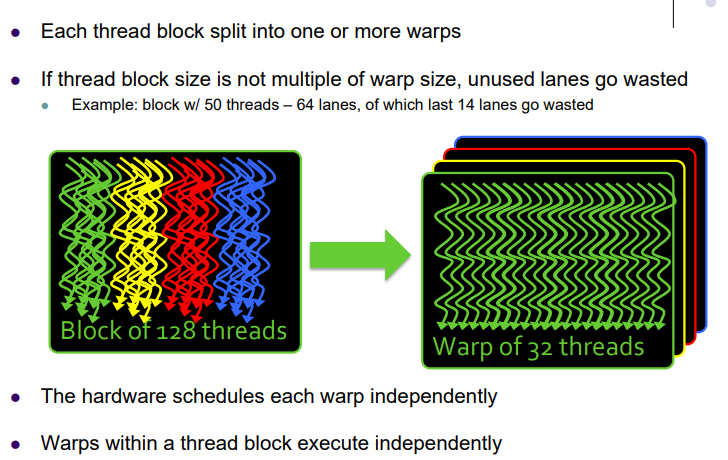 Each thread block split into one or more warps
If thread block size is not multiple of warp size, unused lanes go wasted
Example: block w/ 50 threads – 64 lanes, of which last 14 lanes go wasted
Block of 128 threads
Warp of 32 threads
The hardware schedules each warp independently
Warps within a thread block execute independently